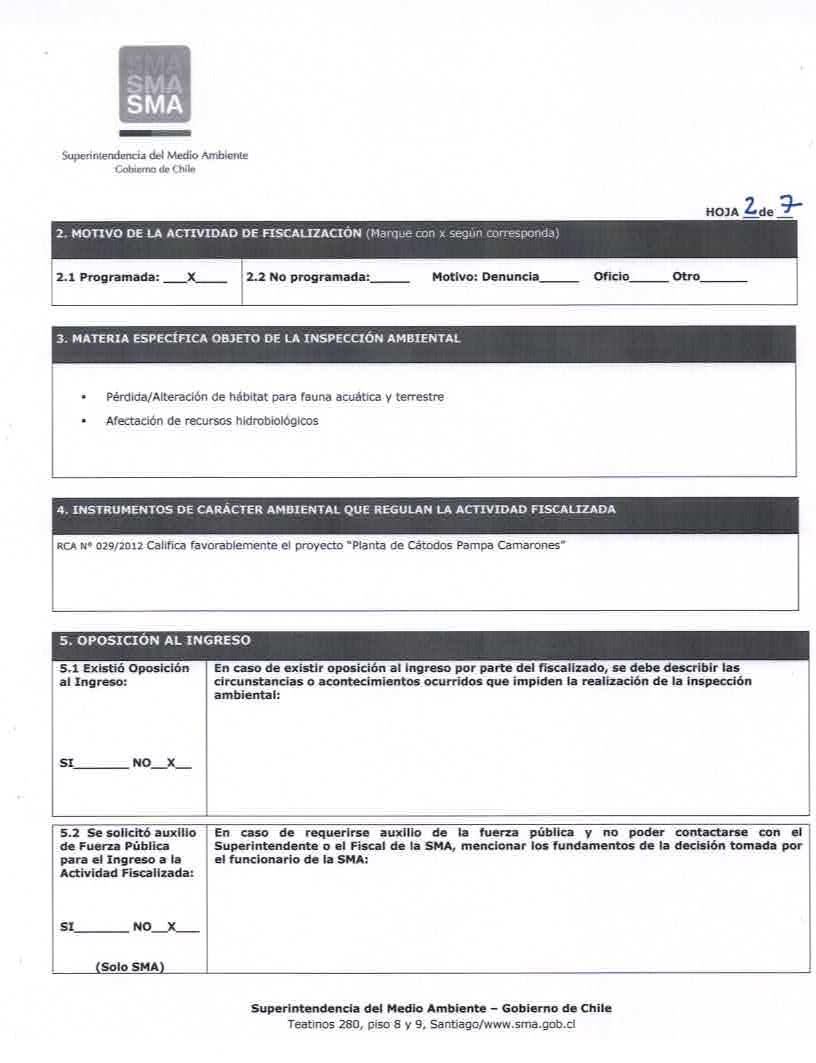 SMA
SMA
SMA
Superintendencia del Medio Ambiente
Gobierno de Chile
HOJA 2 de 7
2. MOTIVO DE LA ACTIVIDAD DE FISCALIZACIÓN (Marque con x según corresponda)
2.1 Programada: ___X____ 2.2 No programada:______ Motivo: Denuncia______ Oficio______ Otro_______
3. MATERIA ESPECÍFICA OBJETO DE LA INSPECCIÓN AMBIENTAL
▪ Pérdida/Alteración de hábitat para fauna acuática y terrestre
▪ Afectación de recursos hidrobiológicos
4. INSTRUMENTOS DE CARÁCTER AMBIENTAL QUE REGULAN LA ACTIVIDAD FISCALIZADA
RCA N° 029/2012 Califica favorablemente el proyecto "Planta de Cátodos Pampa Camarones"
5. OPOSICIÓN AL INGRESO
5.1 Existió Oposición
al Ingreso:
SI________ NO__X__
En caso de existir oposición al ingreso por parte del fiscalizado, se debe describir las
circunstancias o acontecimientos ocurridos que impiden la realización de la inspección
ambiental:
5.2 Se solicitó auxilio
de Fuerza Pública
para el Ingreso a la
Actividad Fiscalizada:
SI________ NO__X___
(Solo SMA)
En caso de requerirse auxilio de la fuerza pública y no poder contactarse con el
Superintendente o el Fiscal de la SMA, mencionar los fundamentos de la decisión tomada por
el funcionario de la SMA:
Superintendencia del Medio Ambiente – Gobierno de Chile
Teatinos 280, piso 8 y 9, Santiago/www.sma.gob.cl